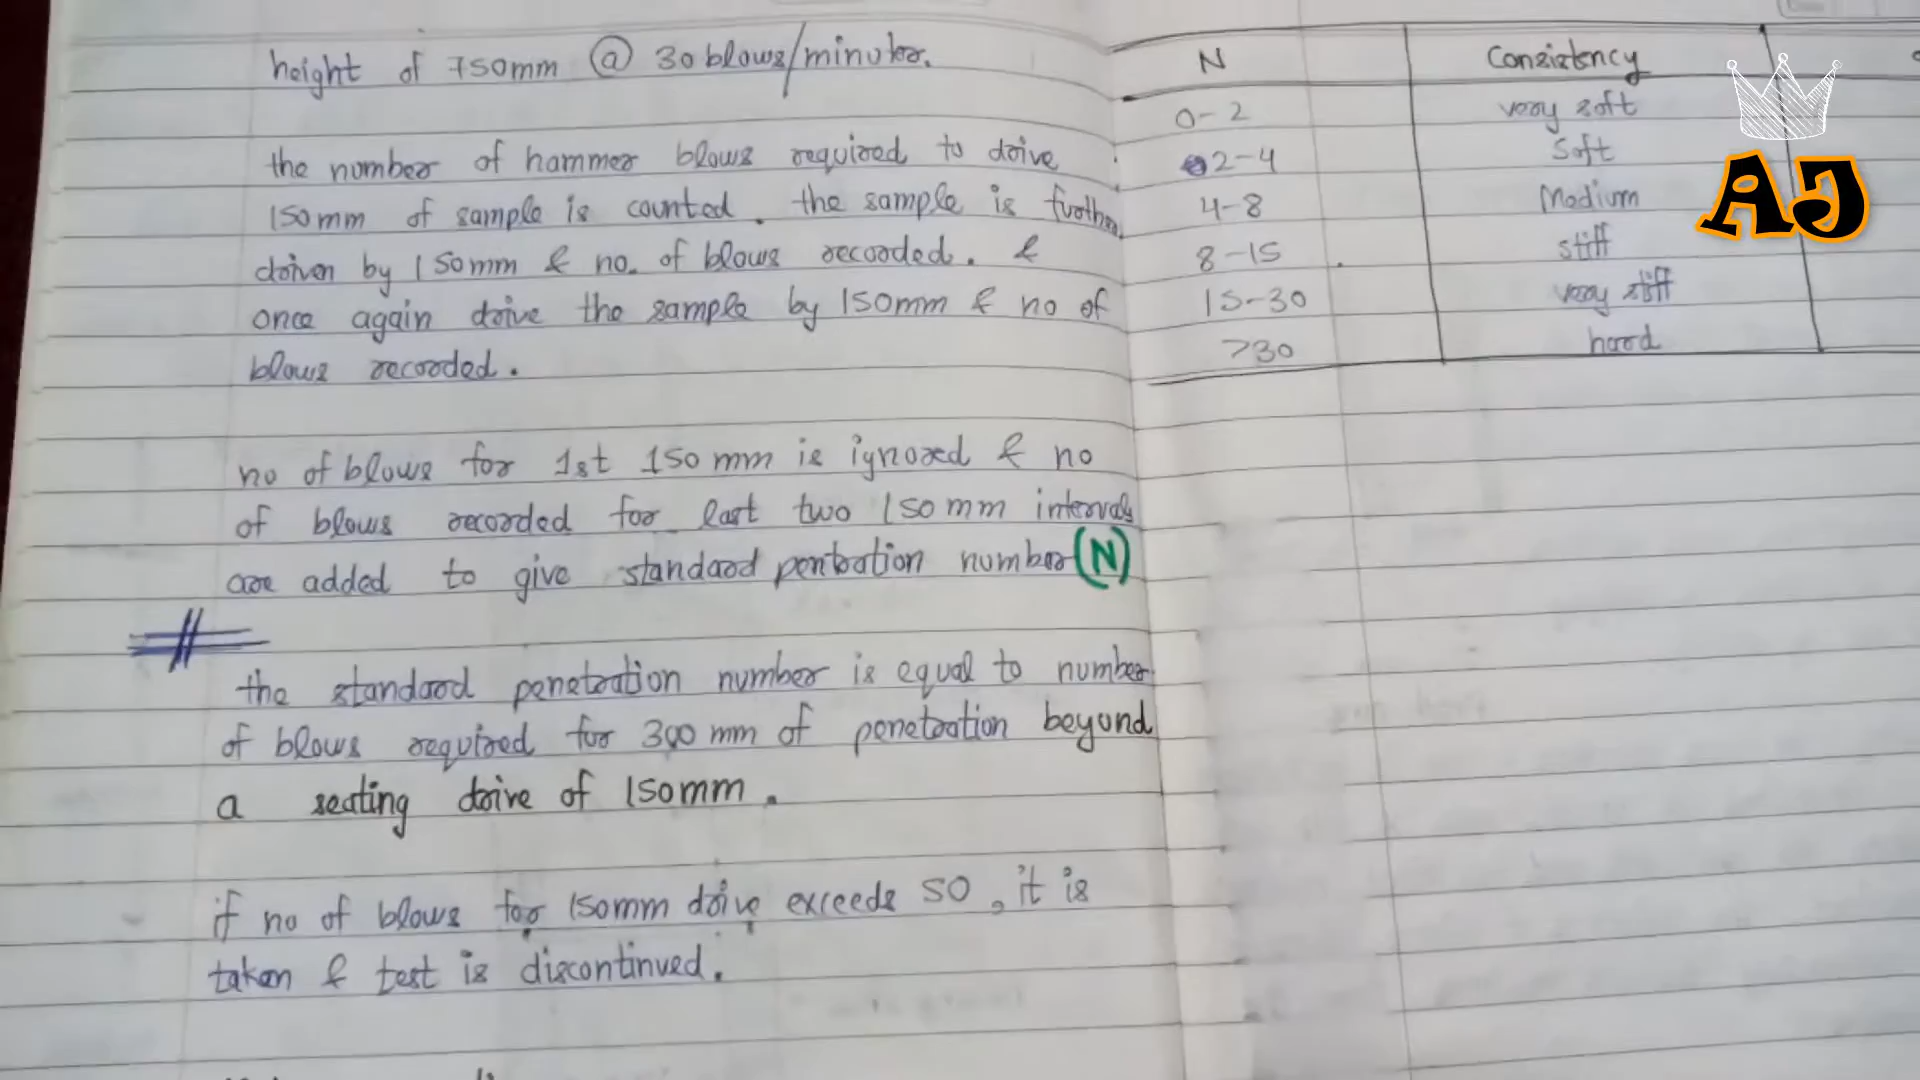 height of 750mm @ 30 blows/minutes.
the number of hammer blows required to drive
150mm of sample is counted. the sample is further
driven by 150mm & no. of blows recorded. &
once again drive the sample by 150mm & no of
blows recorded.
no of blows for 1st 150 mm is ignored & no
of blows recorded for last two 150 mm intervals
are added to give standard pentration number (N)
the standard penetration number is equal to number
of blows required for 300 mm of penetration beyond
a seating drive of 150mm.
if no of blows for 150mm drive exceeds 50, it is
taken & test is discontinued.
N Consistency
0-2 very soft
2-4 Soft
4-8 Medium
8-15 stiff
15-30 very stiff
>30 hard
AJ